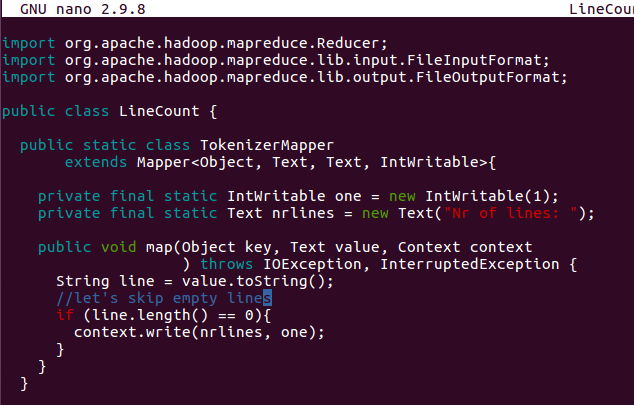 GNU nano 2.9.8 LineCou
import org.apache.hadoop.mapreduce.Reducer;
import org.apache.hadoop.mapreduce.lib.input.FileInputFormat;
import org.apache.hadoop.mapreduce.lib.output.FileOutputFormat;
public class LineCount {
public static class TokenizerMapper
extends Mapper<Object, Text, Text, IntWritable>{
private final static IntWritable one = new IntWritable(1);
private final static Text nrlines = new Text("Nr of lines: ");
public void map(Object key, Text value, Context context
) throws IOException, InterruptedException {
String line = value.toString();
//let's skip empty lines
if (line.length() == 0){
context.write(nrlines, one);
}
}
}